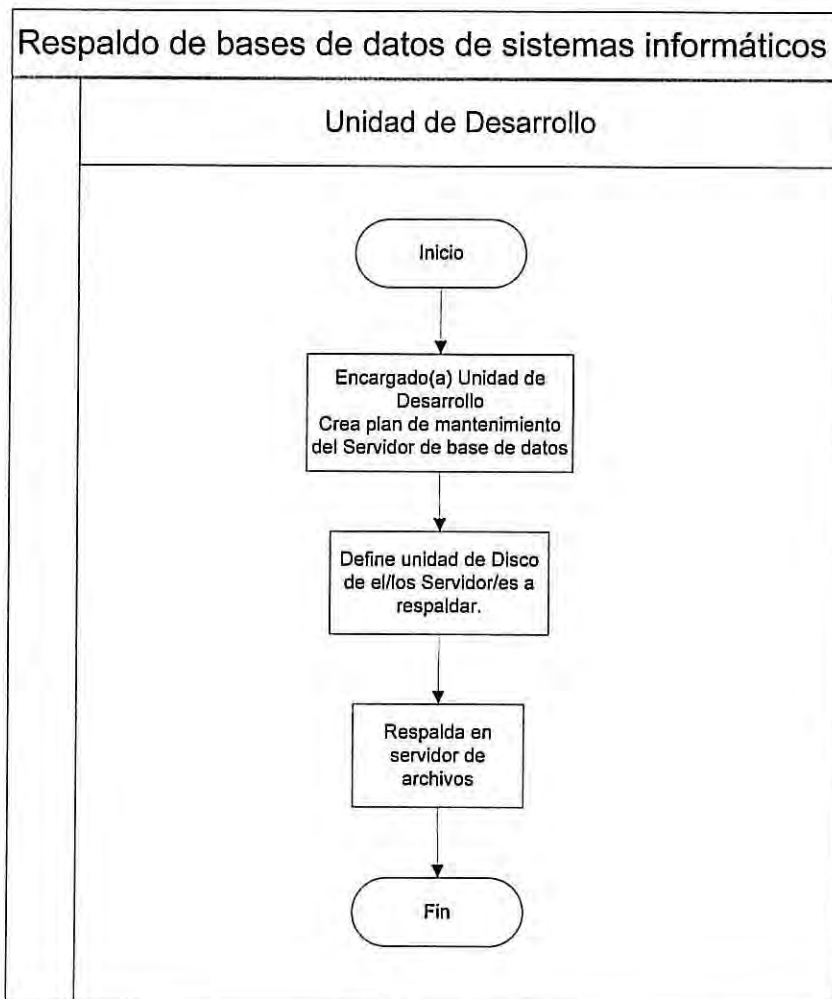 Respaldo de bases de datos de sistemas informáticos
Unidad de Desarrollo
Inicio
Encargado(a) Unidad de
Desarrollo
Crea plan de mantenimiento
del Servidor de base de datos
Define unidad de Disco
de el/los Servidor/es a
respaldar.
Respalda en
servidor de
archivos
Fin